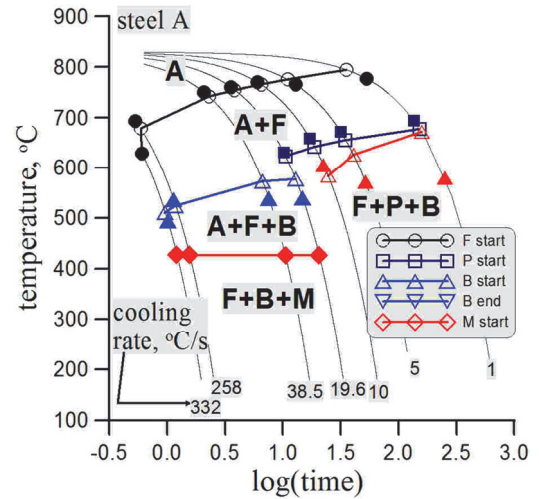 steel A
900
800
700
600
500
400
300
200
100
temperature, °C
A
A+F
A+F+B
F+P+B
F+B+M
F start
P start
B start
B end
M start
cooling
rate, °C/s
332
258
38.5
19.6
10
5
1
-0.5 0.0 0.5 1.0 1.5 2.0 2.5 3.0
log(time)